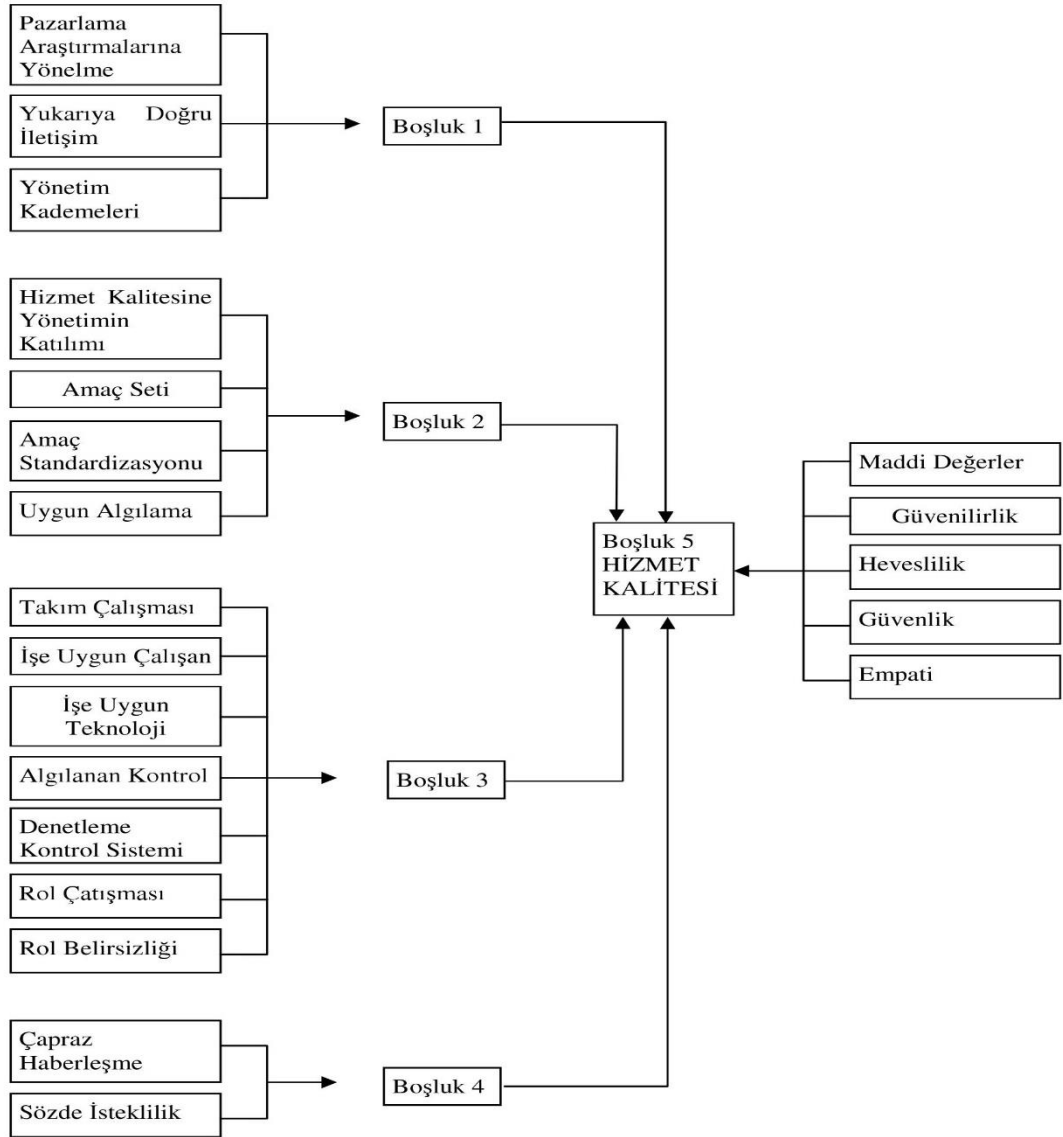 Pazarlama
Araştırmalarına
Yönelme
Yukarıya Doğru
İletişim
Yönetim
Kademeleri
Boşluk 1
Hizmet Kalitesine
Yönetimin
Katılımı
Amaç Seti
Amaç
Standardizasyonu
Uygun Algılama
Boşluk 2
Takım Çalışması
İşe Uygun Çalışan
İşe Uygun
Teknoloji
Algılanan Kontrol
Denetleme
Kontrol Sistemi
Rol Çatışması
Rol Belirsizliği
Boşluk 3
Çapraz
Haberleşme
Sözde İsteklilik
Boşluk 4
Boşluk 5
HİZMET
KALİTESİ
Maddi Değerler
Güvenilirlik
Heveslilik
Güvenlik
Empati